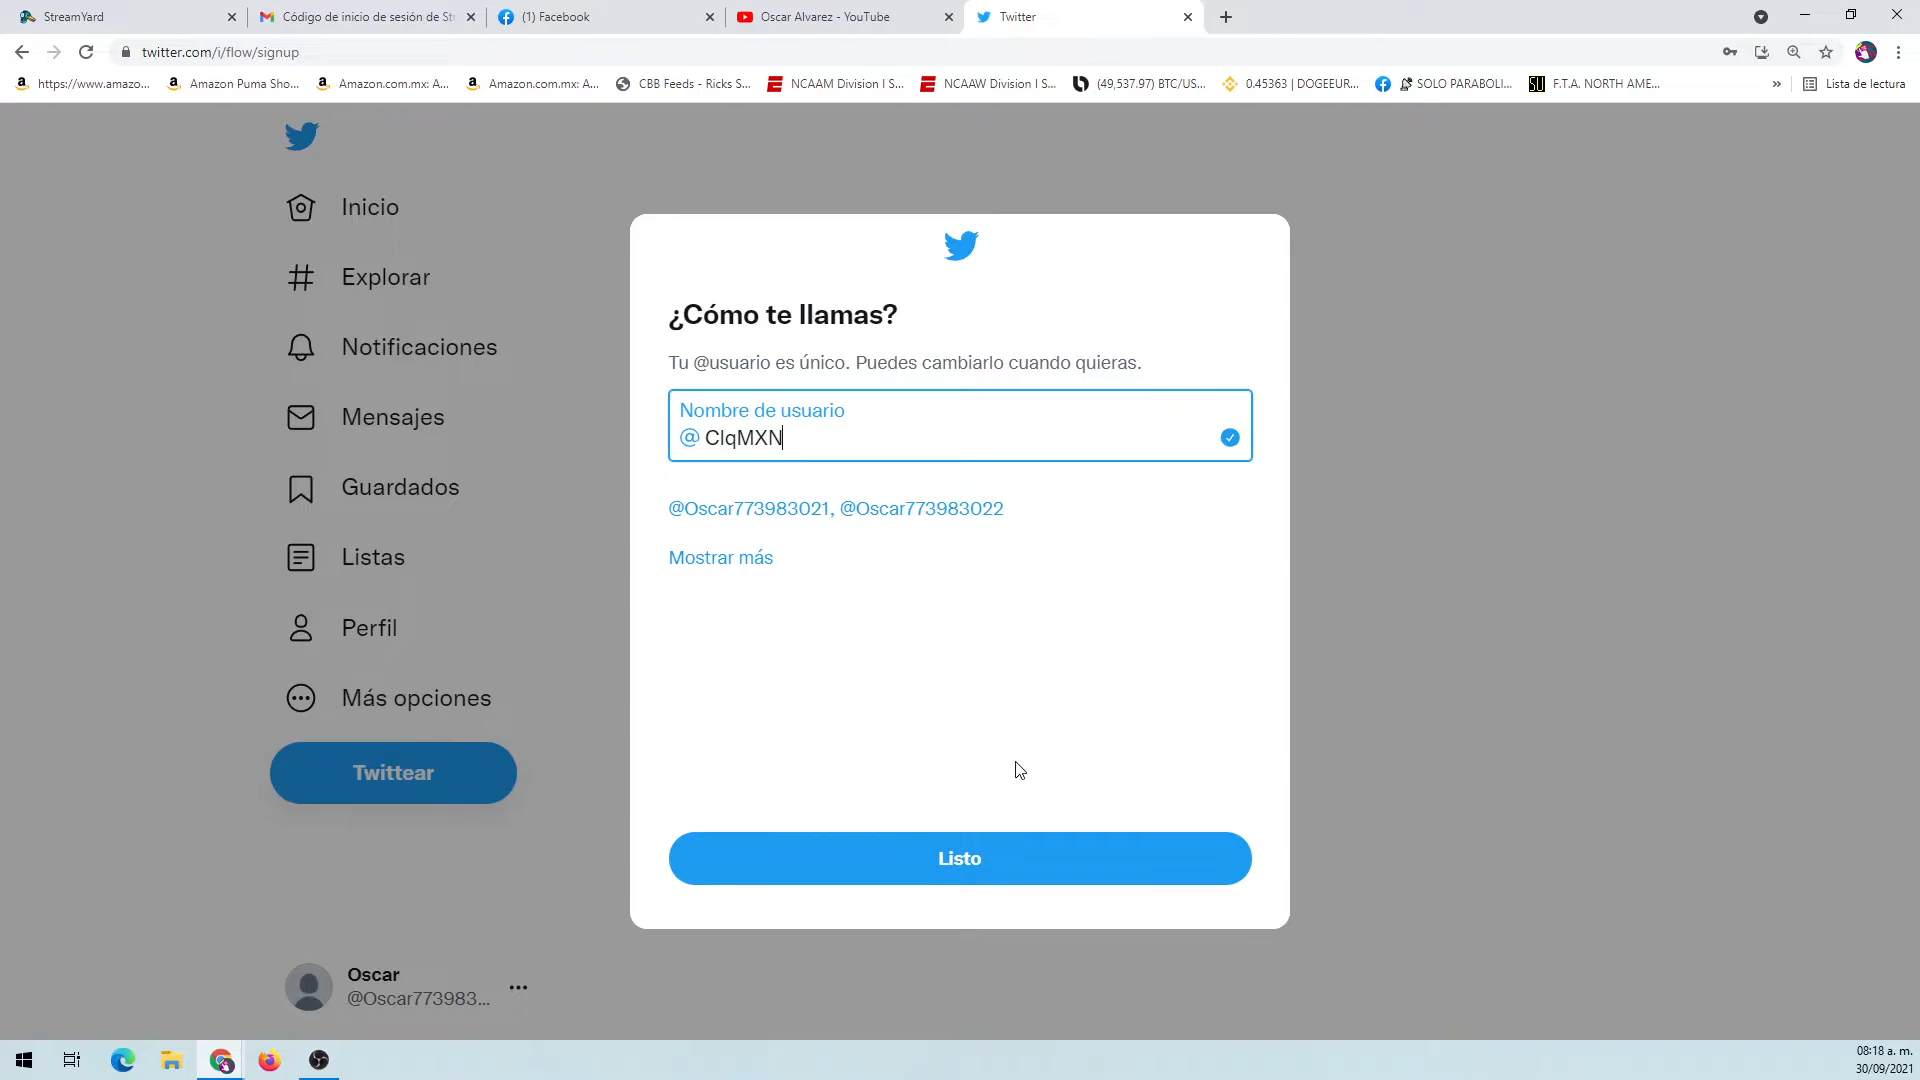 StreamYard
Código de inicio de sesión de Str
(1) Facebook
Oscar Alvarez - YouTube
Twitter
twitter.com/i/flow/signup
https://www.amazo...
Amazon Puma Sho...
Amazon.com.mx: A...
Amazon.com.mx: A...
CBB Feeds - Ricks S...
NCAAM Division I S...
NCAAW Division I S...
(49,537.97) BTC/US...
0.45363 | DOGEEUR...
SOLO PARABOLI...
F.T.A. NORTH AME...
»
Lista de lectura
Inicio
Explorar
Notificaciones
Mensajes
Guardados
Listas
Perfil
Más opciones
Twittear
Oscar
@Oscar773983...
¿Cómo te llamas?
Tu @usuario es único. Puedes cambiarlo cuando quieras.
Nombre de usuario
@ClqMXN
@Oscar773983021, @Oscar773983022
Mostrar más
Listo
08:18 a. m.
30/09/2021